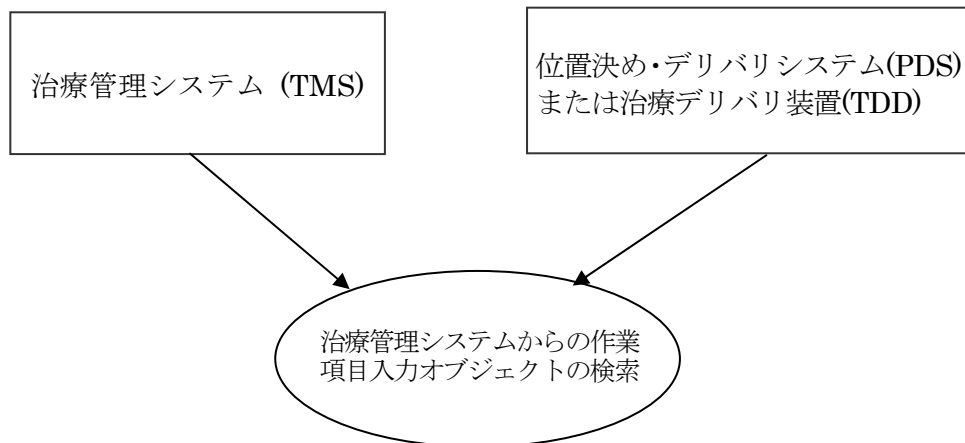 治療管理システム (TMS)
位置決め・デリバリシステム(PDS)
または治療デリバリ装置(TDD)
治療管理システムからの作業
項目入力オブジェクトの検索